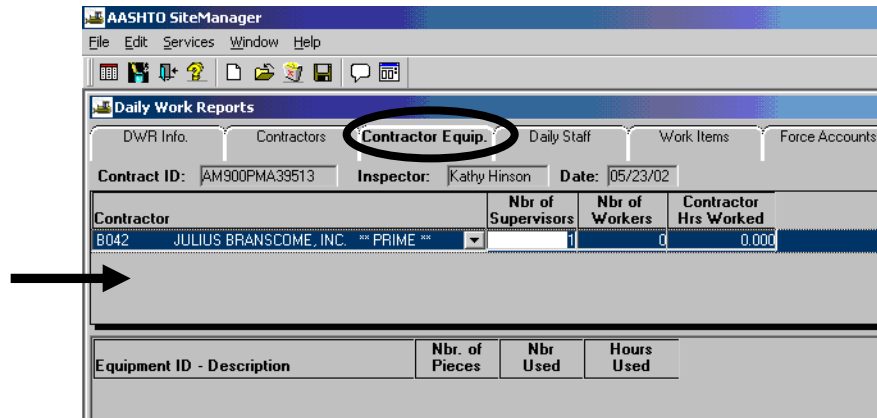 AASHTO SiteManager
File Edit Services Window Help
Daily Work Reports
DWR Info. Contractors Contractor Equip. Daily Staff Work Items Force Accounts
Contract ID: AM900PMA39513 Inspector: Kathy Hinson Date: 05/23/02
Contractor Nbr of Supervisors Nbr of Workers Contractor Hrs Worked
B042 JULIUS BRANSCOME, INC. ** PRIME ** 1 0 0.000
Equipment ID - Description Nbr. of Pieces Nbr Used Hours Used